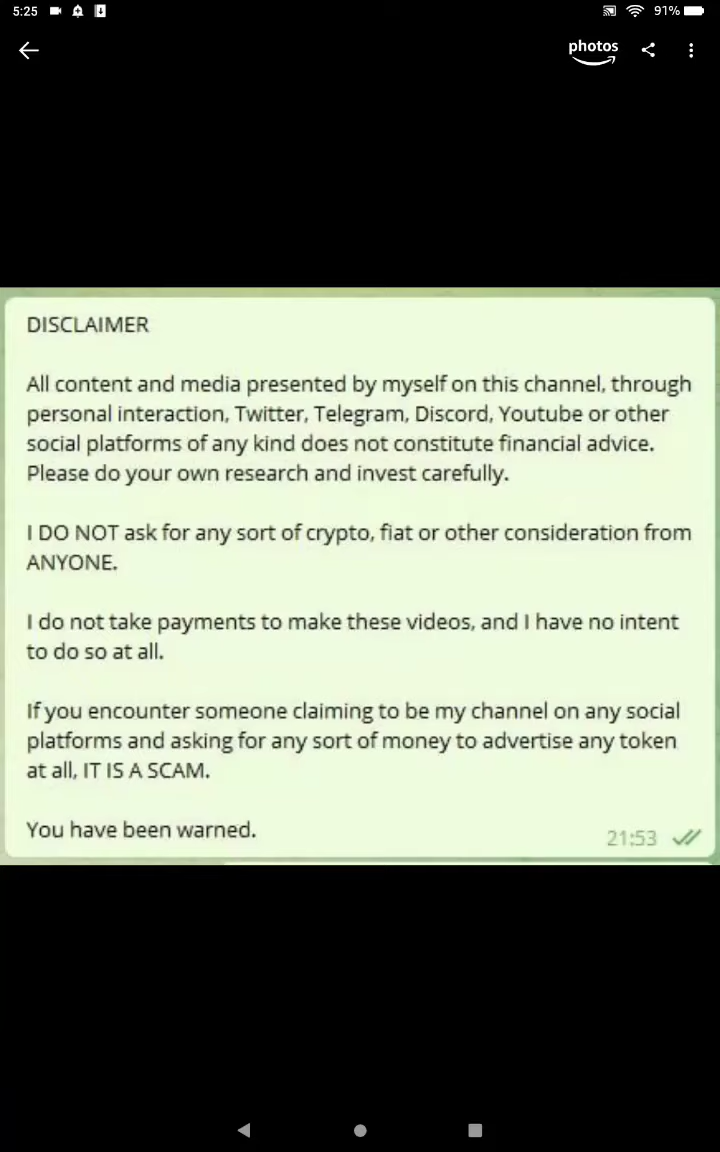 5:25
91%
photos
DISCLAIMER
All content and media presented by myself on this channel, through
personal interaction, Twitter, Telegram, Discord, Youtube or other
social platforms of any kind does not constitute financial advice.
Please do your own research and invest carefully.
I DO NOT ask for any sort of crypto, fiat or other consideration from
ANYONE.
I do not take payments to make these videos, and I have no intent
to do so at all.
If you encounter someone claiming to be my channel on any social
platforms and asking for any sort of money to advertise any token
at all, IT IS A SCAM.
You have been warned.
21:53